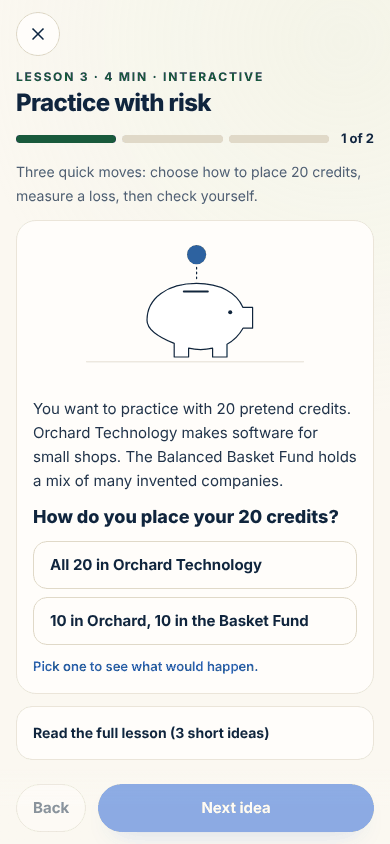 LESSON 3 · 4 MIN · INTERACTIVE
Practice with risk
1 of 2
Three quick moves: choose how to place 20 credits,
measure a loss, then check yourself.
You want to practice with 20 pretend credits.
Orchard Technology makes software for
small shops. The Balanced Basket Fund holds
a mix of many invented companies.
How do you place your 20 credits?
All 20 in Orchard Technology
10 in Orchard, 10 in the Basket Fund
Pick one to see what would happen.
Read the full lesson (3 short ideas)
Back
Next idea